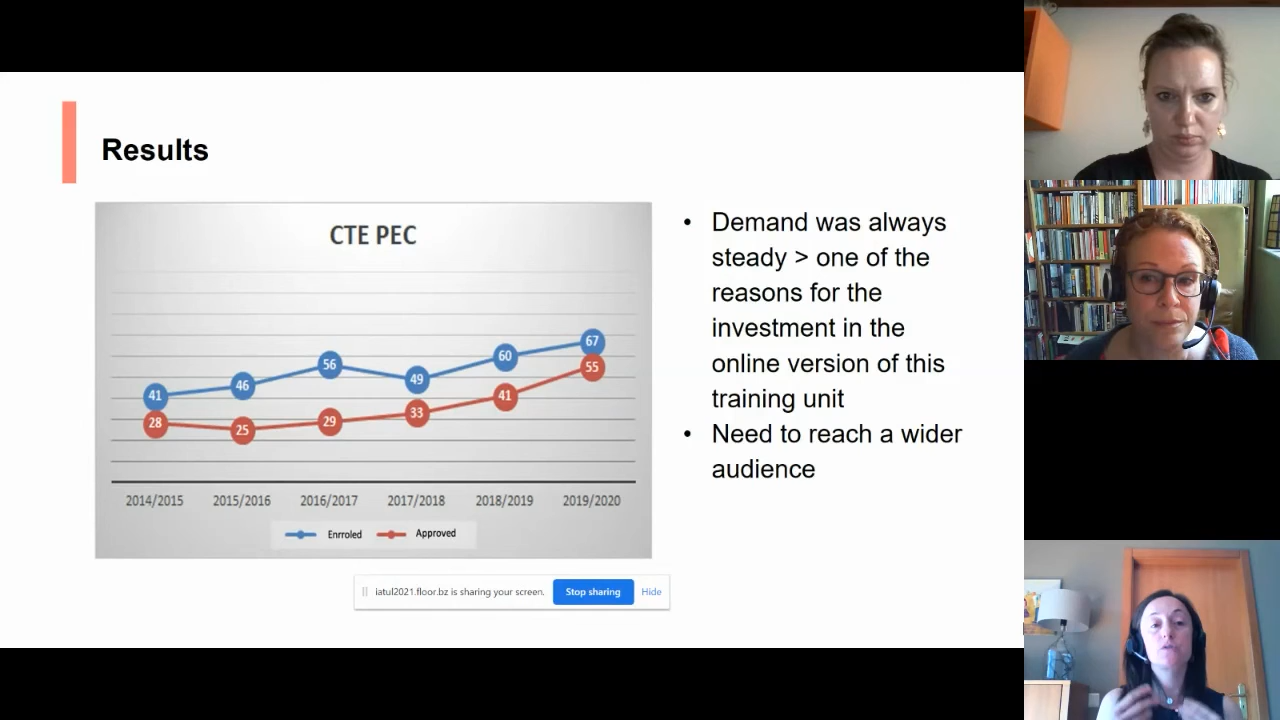 Results
CTE PEC
41
46
56
49
60
67
28
25
29
33
41
55
2014/2015 2015/2016 2016/2017 2017/2018 2018/2019 2019/2020
Enrroled Approved
• Demand was always
steady > one of the
reasons for the
investment in the
online version of this
training unit
• Need to reach a wider
audience
iatul2021.floor.bz is sharing your screen. Stop sharing Hide